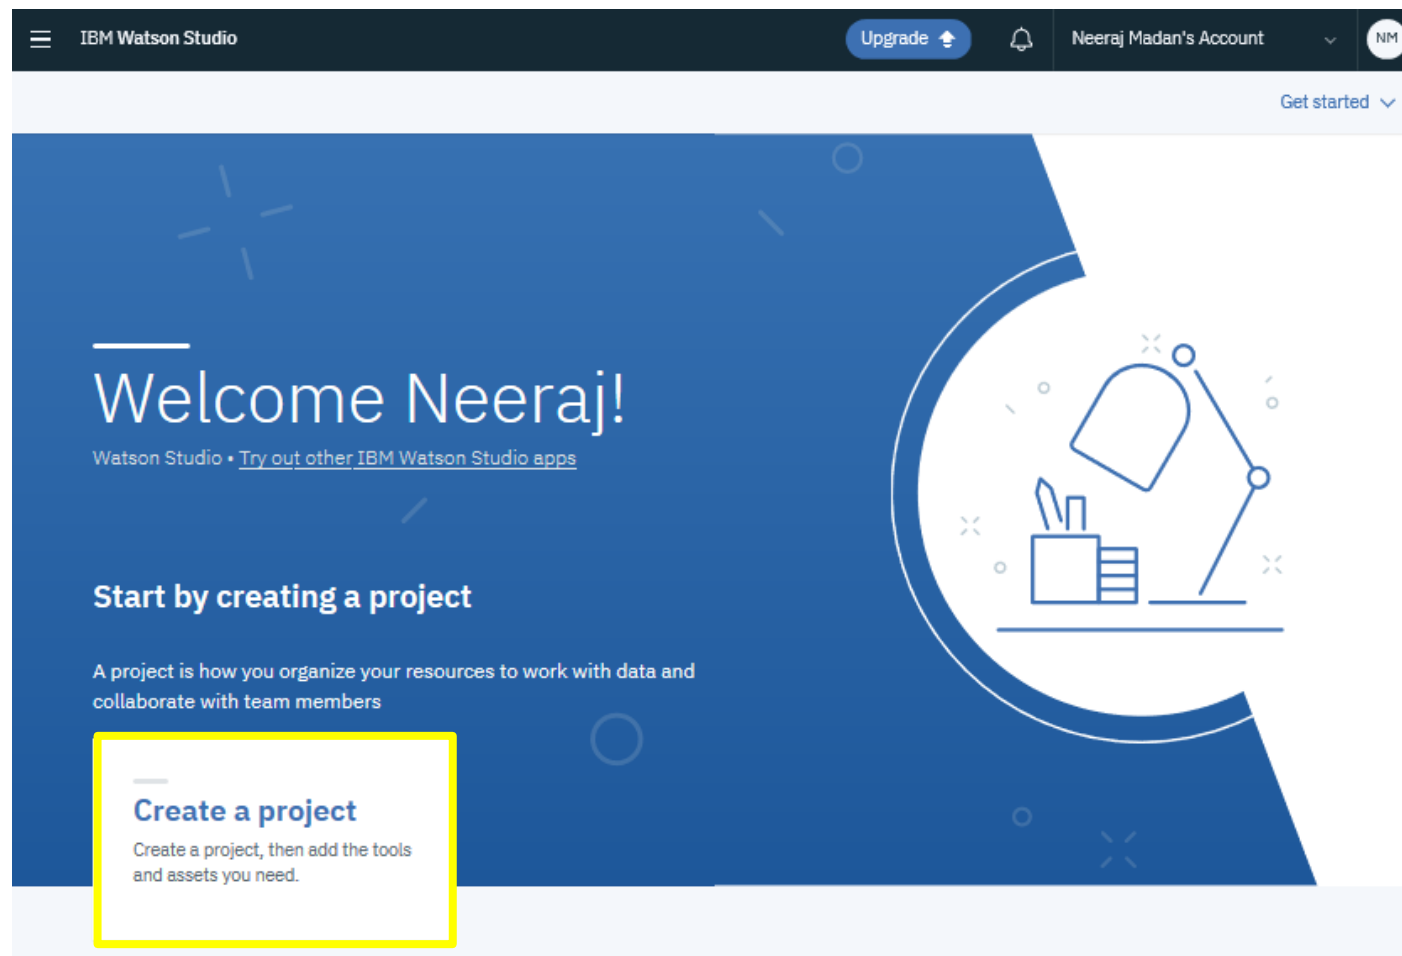 IBM Watson Studio
Upgrade
Neeraj Madan's Account
NM
Get started
Welcome Neeraj!
Watson Studio • Try out other IBM Watson Studio apps
Start by creating a project
A project is how you organize your resources to work with data and
collaborate with team members
Create a project
Create a project, then add the tools
and assets you need.